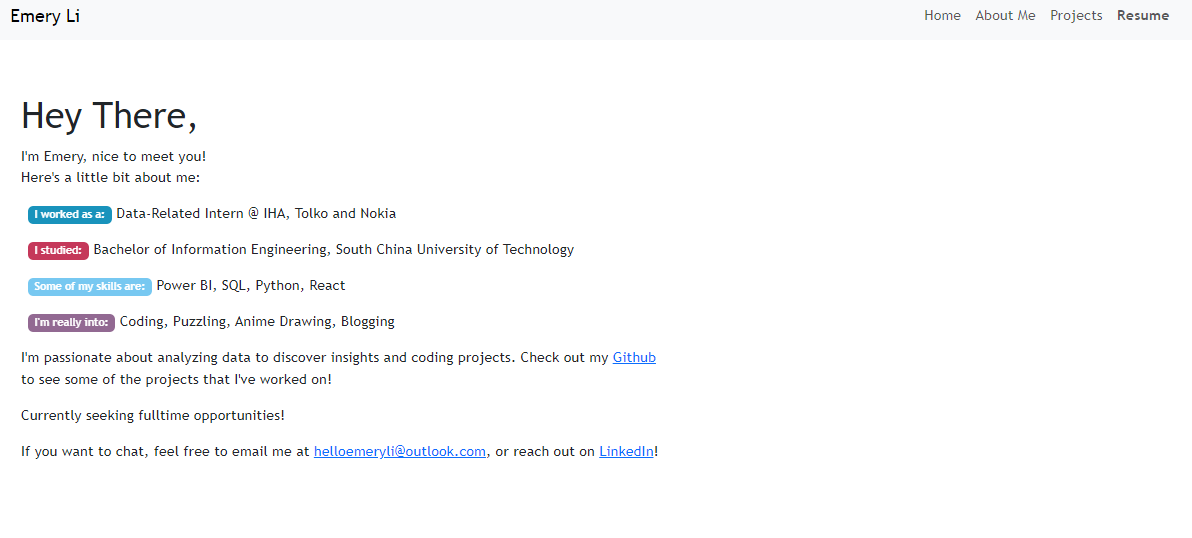 Emery Li
Home About Me Projects Resume
Hey There,
I'm Emery, nice to meet you!
Here's a little bit about me:
I worked as a: Data-Related Intern @ IHA, Tolko and Nokia
I studied: Bachelor of Information Engineering, South China University of Technology
Some of my skills are: Power BI, SQL, Python, React
I'm really into: Coding, Puzzling, Anime Drawing, Blogging
I'm passionate about analyzing data to discover insights and coding projects. Check out my Github
to see some of the projects that I've worked on!
Currently seeking fulltime opportunities!
If you want to chat, feel free to email me at helloemeryli@outlook.com, or reach out on LinkedIn!